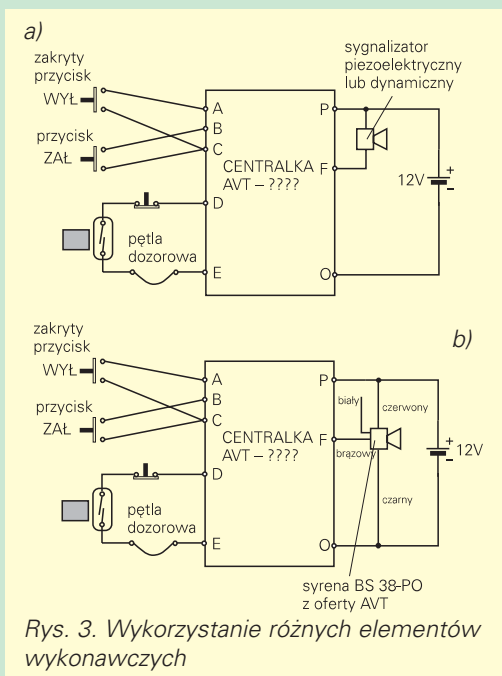 a)
zakryty
przycisk
WYŁ
przycisk
ZAŁ
A
B
C
D
E
pętla
dozorowa
CENTRALKA
AVT – ????
P
F
O
sygnalizator
piezoelektryczny
lub dynamiczny
12V
+
-
b)
zakryty
przycisk
WYŁ
przycisk
ZAŁ
A
B
C
D
E
pętla
dozorowa
CENTRALKA
AVT – ????
P
F
O
biały
czerwony
brązowy
czarny
+
12V
-
syrena BS 38-PO
z oferty AVT
Rys. 3. Wykorzystanie różnych elementów
wykonawczych